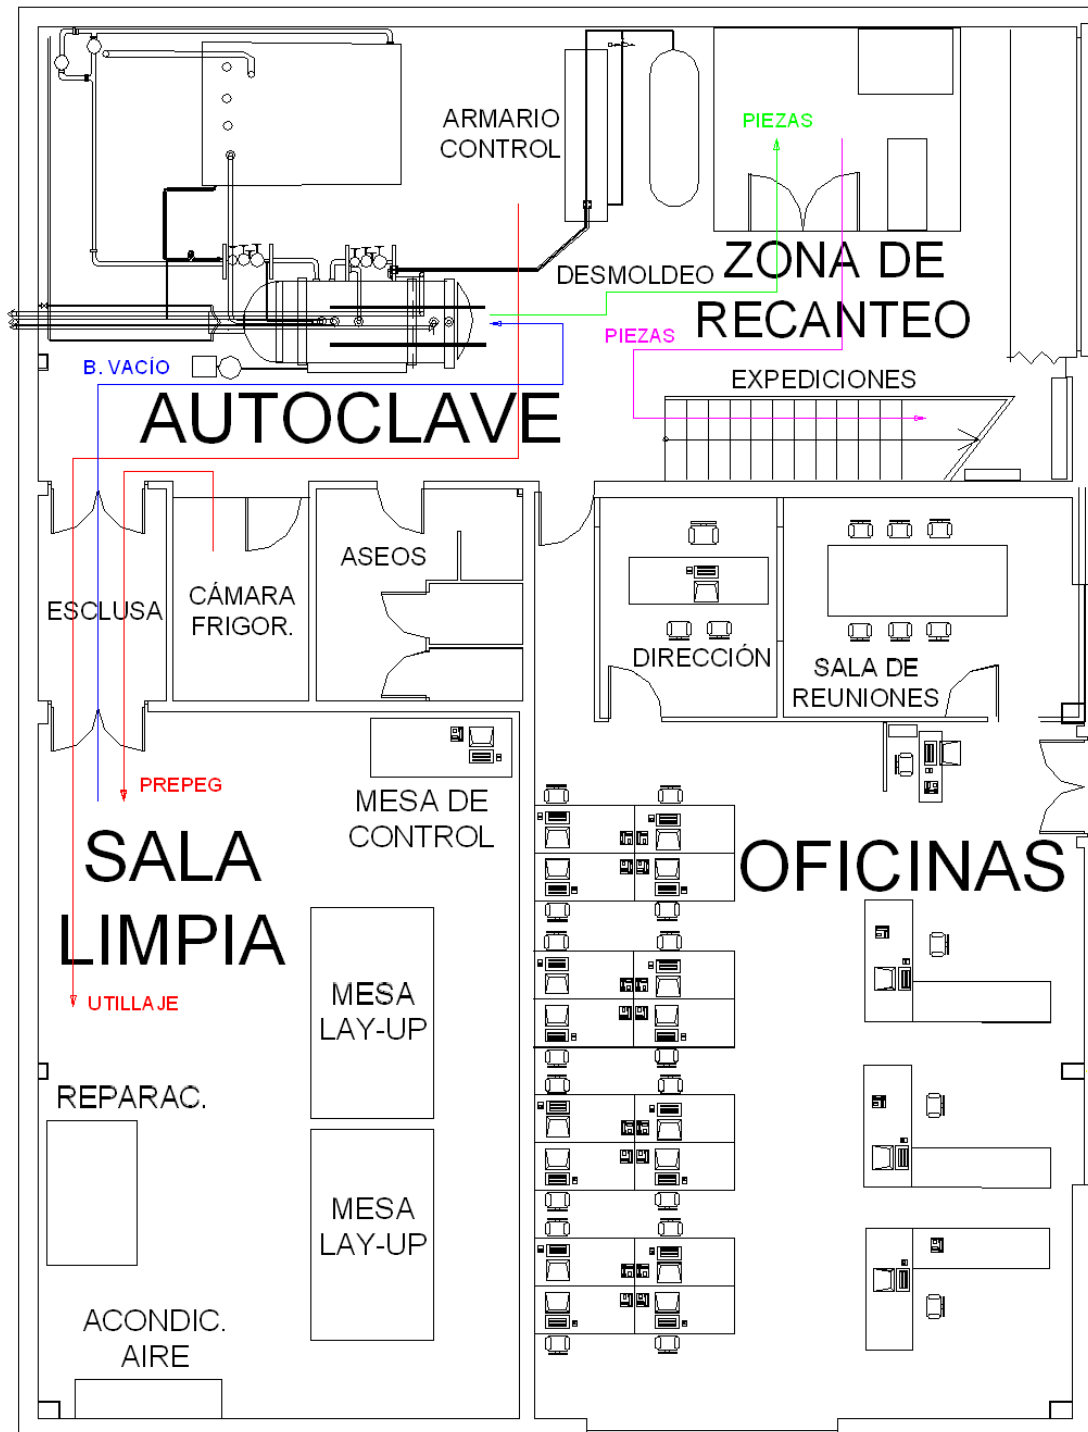 ARMARIO
CONTROL
PIEZAS
DESMOLDEO
ZONA DE
RECANTEO
PIEZAS
B. VACÍO
EXPEDICIONES
AUTOCLAVE
ESCLUSA
CÁMARA
FRIGOR.
ASEOS
DIRECCIÓN
SALA DE
REUNIONES
PREPEG
MESA DE
CONTROL
SALA
LIMPIA
OFICINAS
UTILLAJE
MESA
LAY-UP
REPARAC.
MESA
LAY-UP
ACONDIC.
AIRE